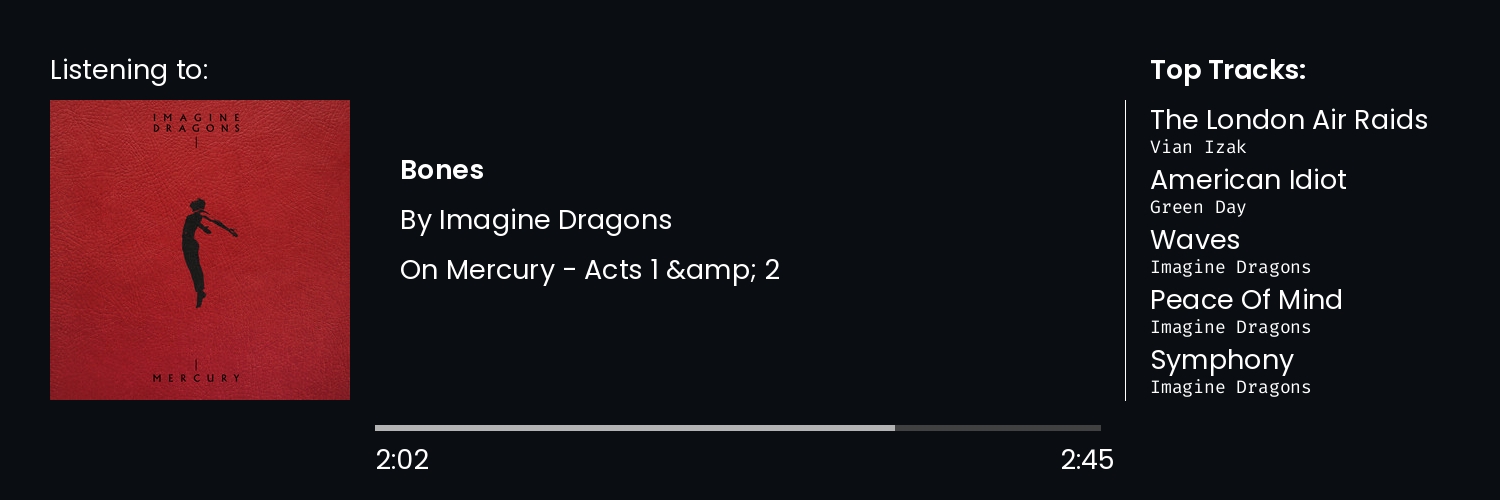 Listening to:
IMAGINE
DRAGONS
MERCURY
Bones
By Imagine Dragons
On Mercury - Acts 1 &amp; 2
2:02
2:45
Top Tracks:
The London Air Raids
Vian Izak
American Idiot
Green Day
Waves
Imagine Dragons
Peace Of Mind
Imagine Dragons
Symphony
Imagine Dragons